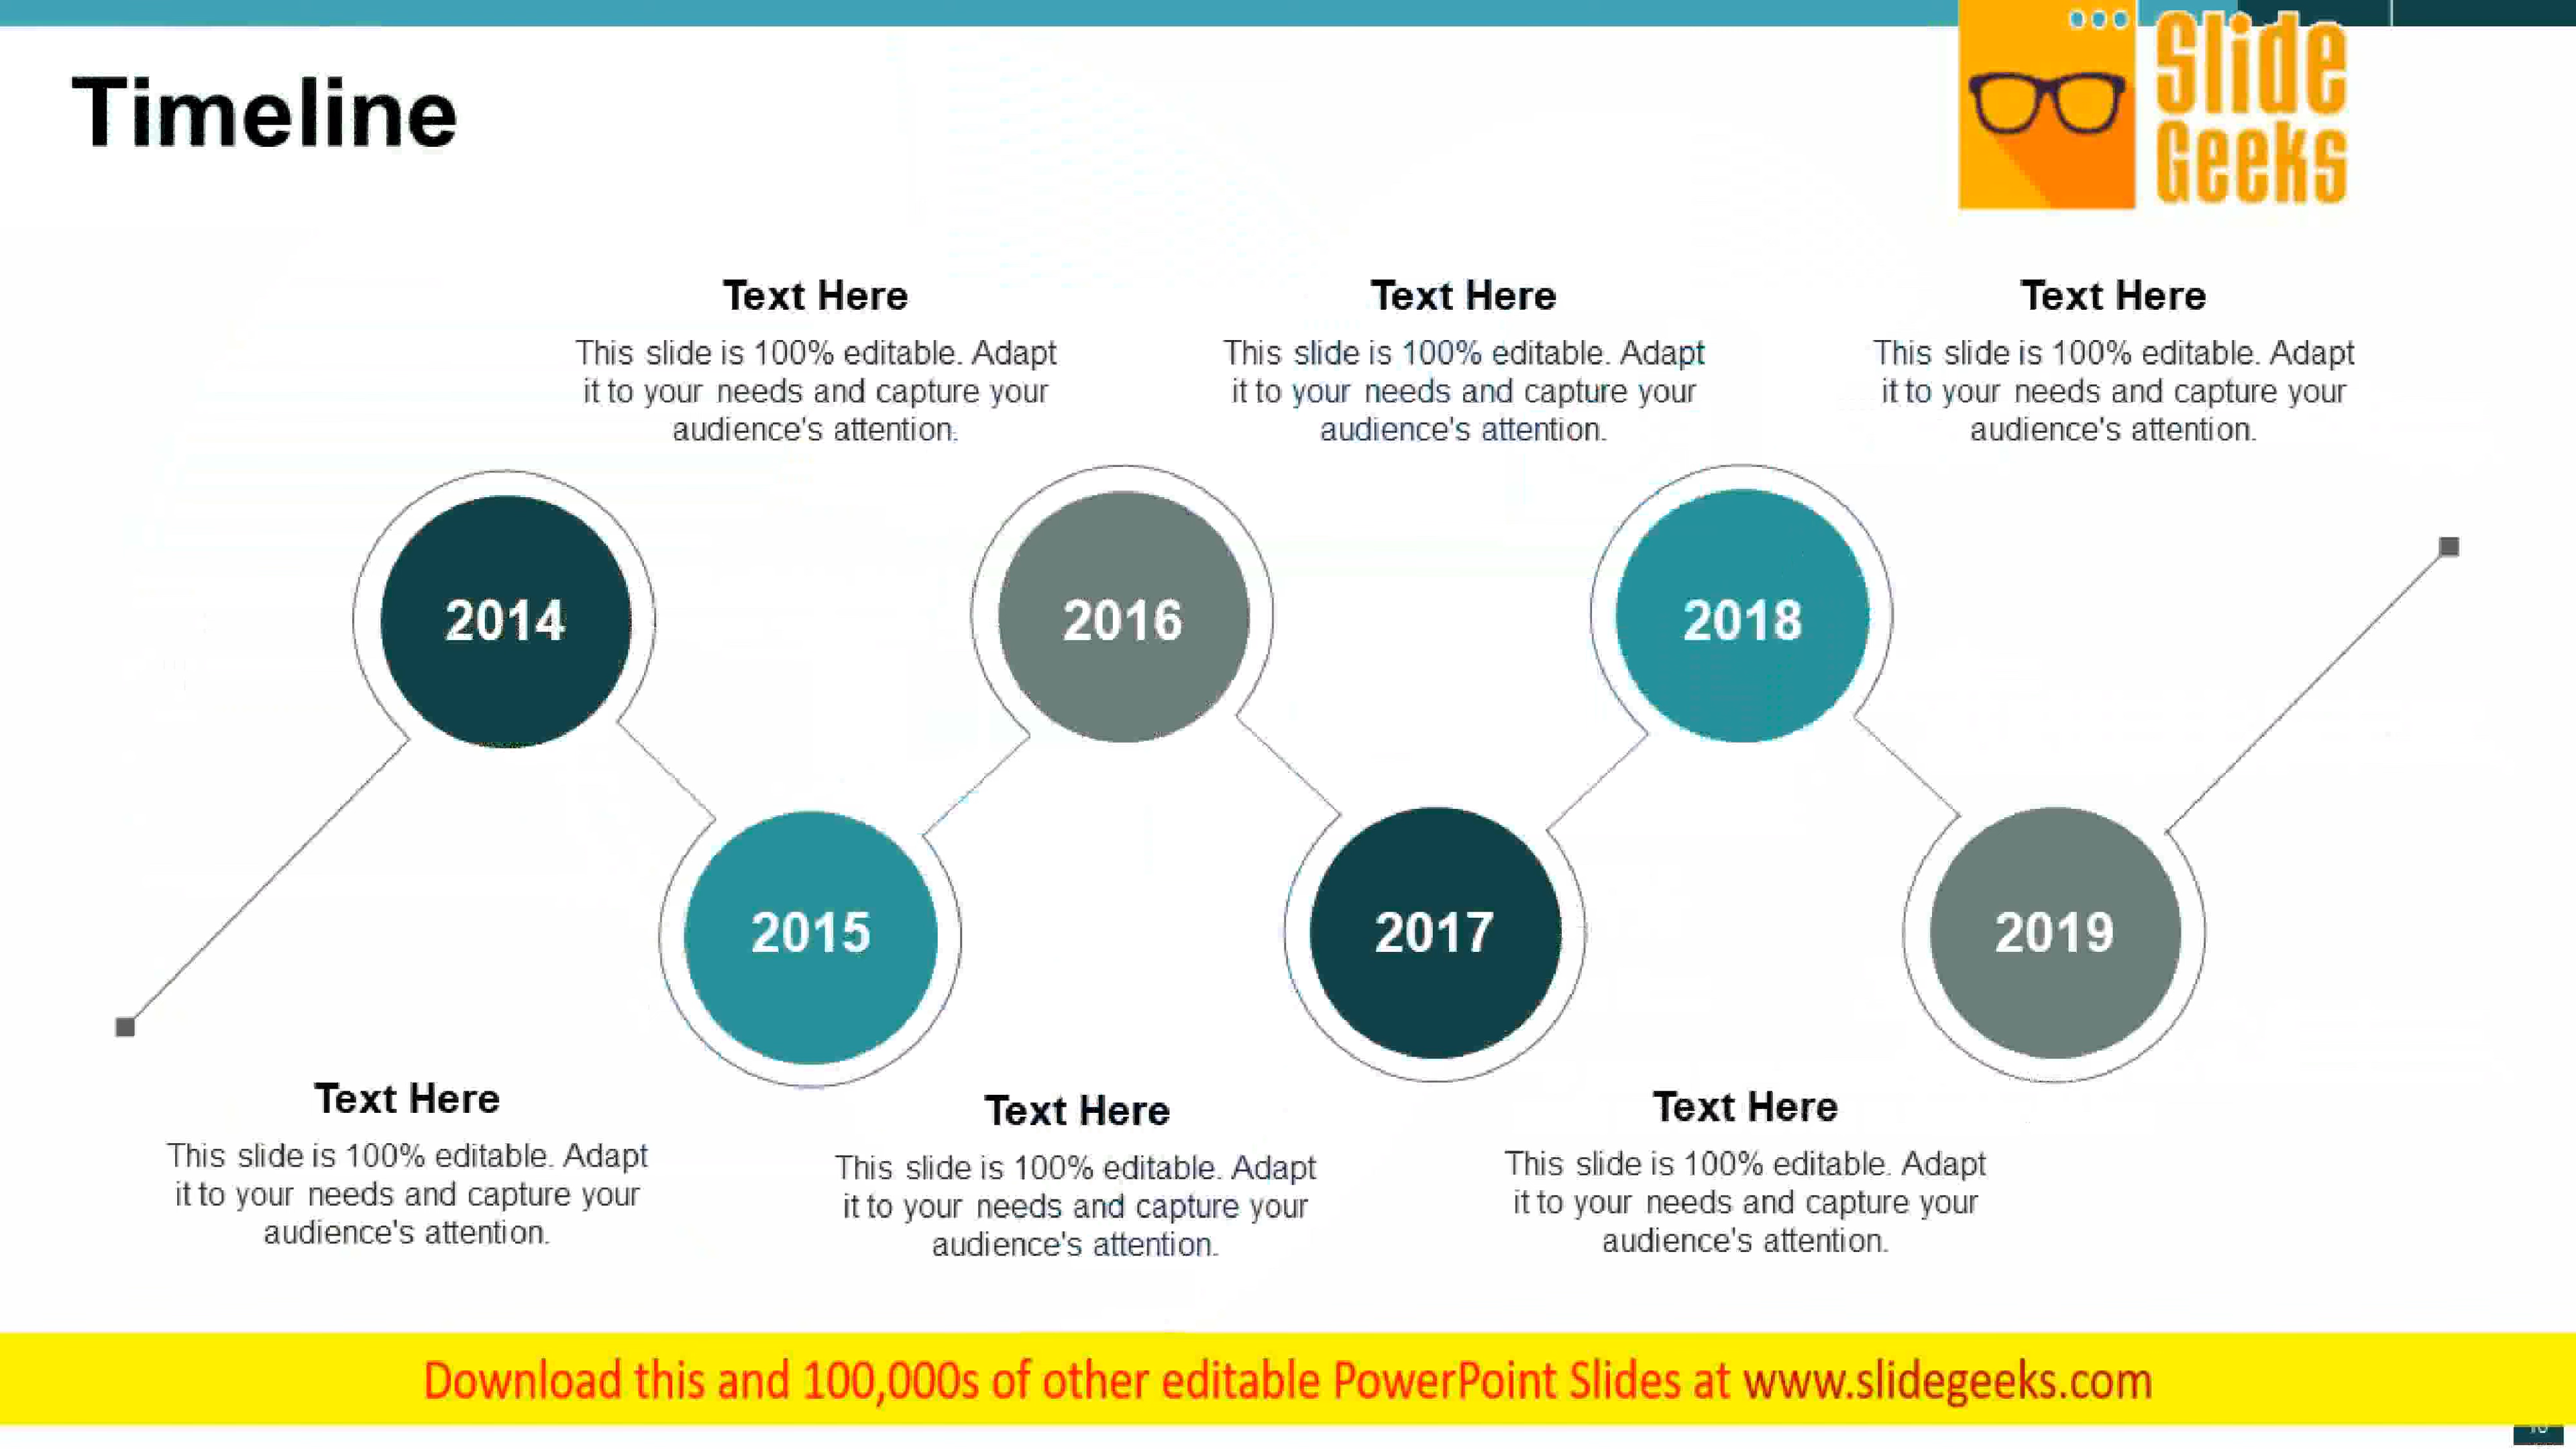 Timeline
Slide
Geeks
Text Here
This slide is 100% editable. Adapt
it to your needs and capture your
audience's attention.
Text Here
This slide is 100% editable. Adapt
it to your needs and capture your
audience's attention.
Text Here
This slide is 100% editable. Adapt
it to your needs and capture your
audience's attention.
2014
2016
2018
2015
2017
2019
Text Here
This slide is 100% editable. Adapt
it to your needs and capture your
audience's attention.
Text Here
This slide is 100% editable. Adapt
it to your needs and capture your
audience's attention.
Text Here
This slide is 100% editable. Adapt
it to your needs and capture your
audience's attention.
Download this and 100,000s of other editable PowerPoint Slides at www.slidegeeks.com